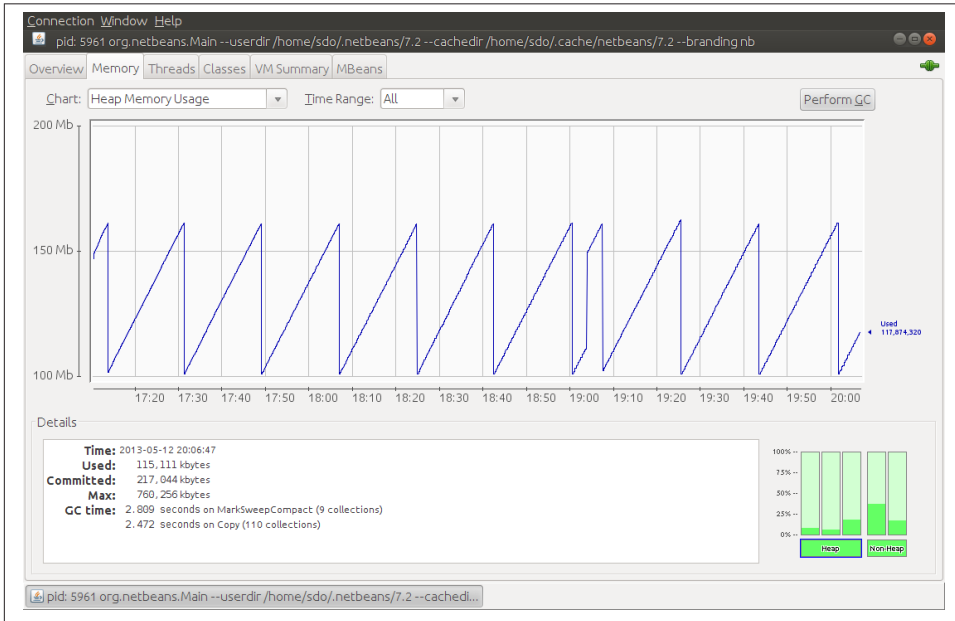 Connection Window Help
pid: 5961 org.netbeans.Main --userdir /home/sdo/.netbeans/7.2 --cachedir /home/sdo/.cache/netbeans/7.2 --branding nb
Overview Memory Threads Classes VM Summary MBeans
Chart: Heap Memory Usage Time Range: All Perform GC
200 Mb
150 Mb
Used
117,874,320
100 Mb
17:20 17:30 17:40 17:50 18:00 18:10 18:20 18:30 18:40 18:50 19:00 19:10 19:20 19:30 19:40 19:50 20:00
Details
Time: 2013-05-12 20:06:47
Used: 115,111 kbytes
Committed: 217,044 kbytes
Max: 760,256 kbytes
GC time: 2.809 seconds on MarkSweepCompact (9 collections)
2.472 seconds on Copy (110 collections)
100% --
75% --
50% --
25% --
0% --
Heap Non-Heap
pid: 5961 org.netbeans.Main --userdir /home/sdo/.netbeans/7.2 --cachedi...